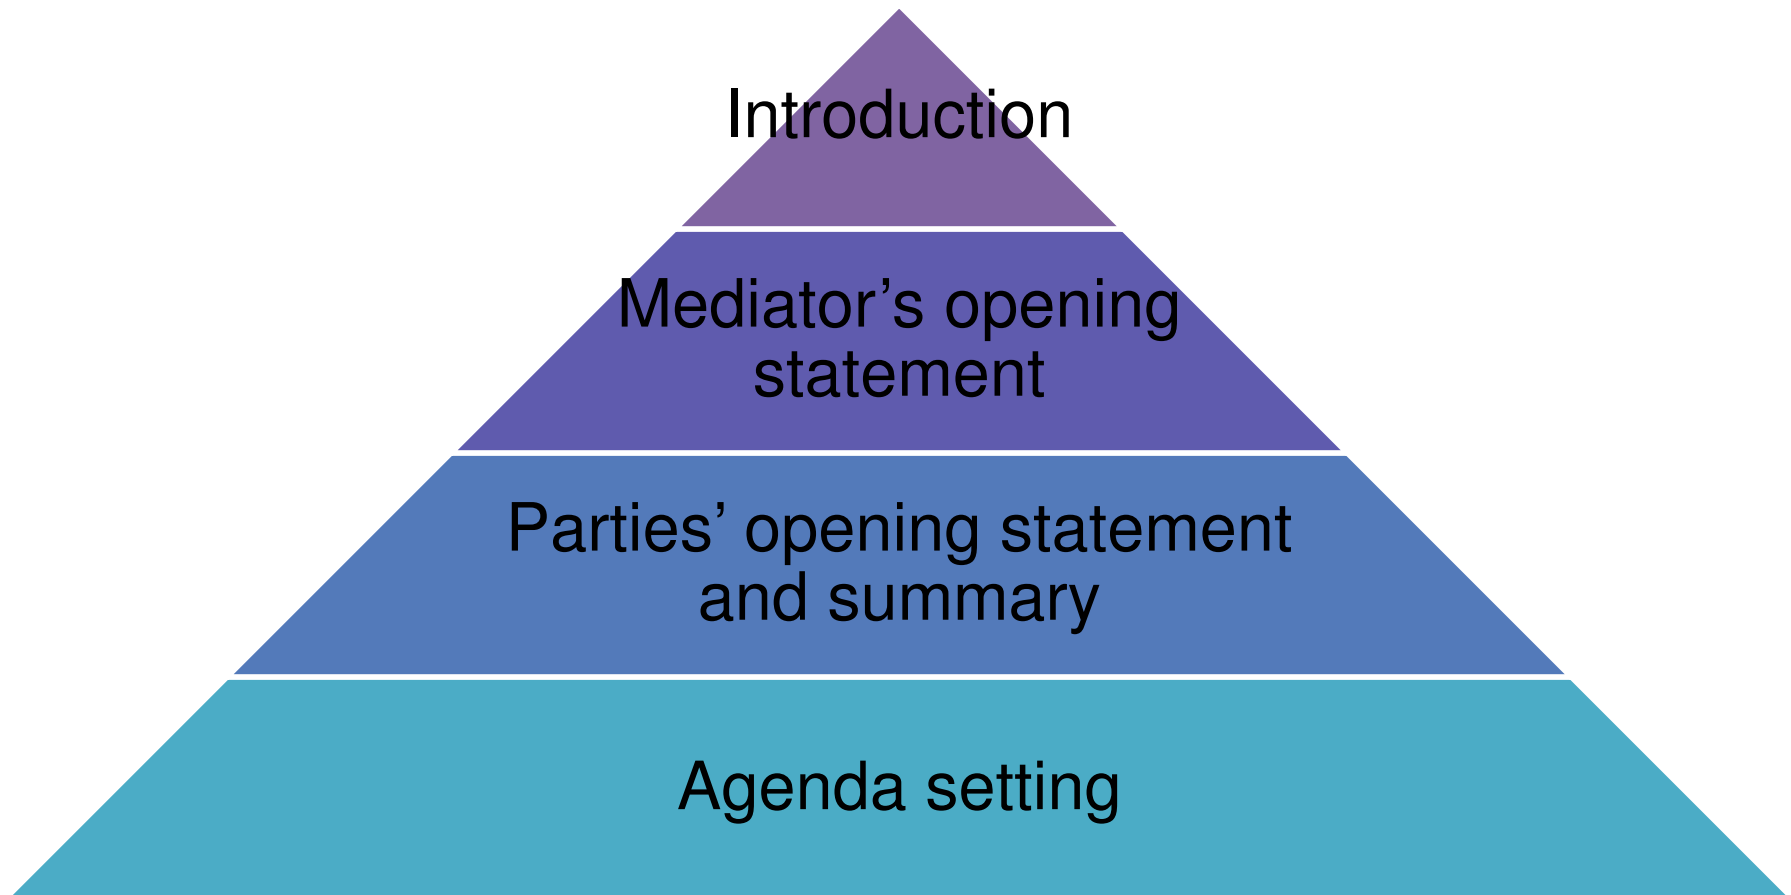 Introduction
Mediator’s opening
statement
Parties’ opening statement
and summary
Agenda setting